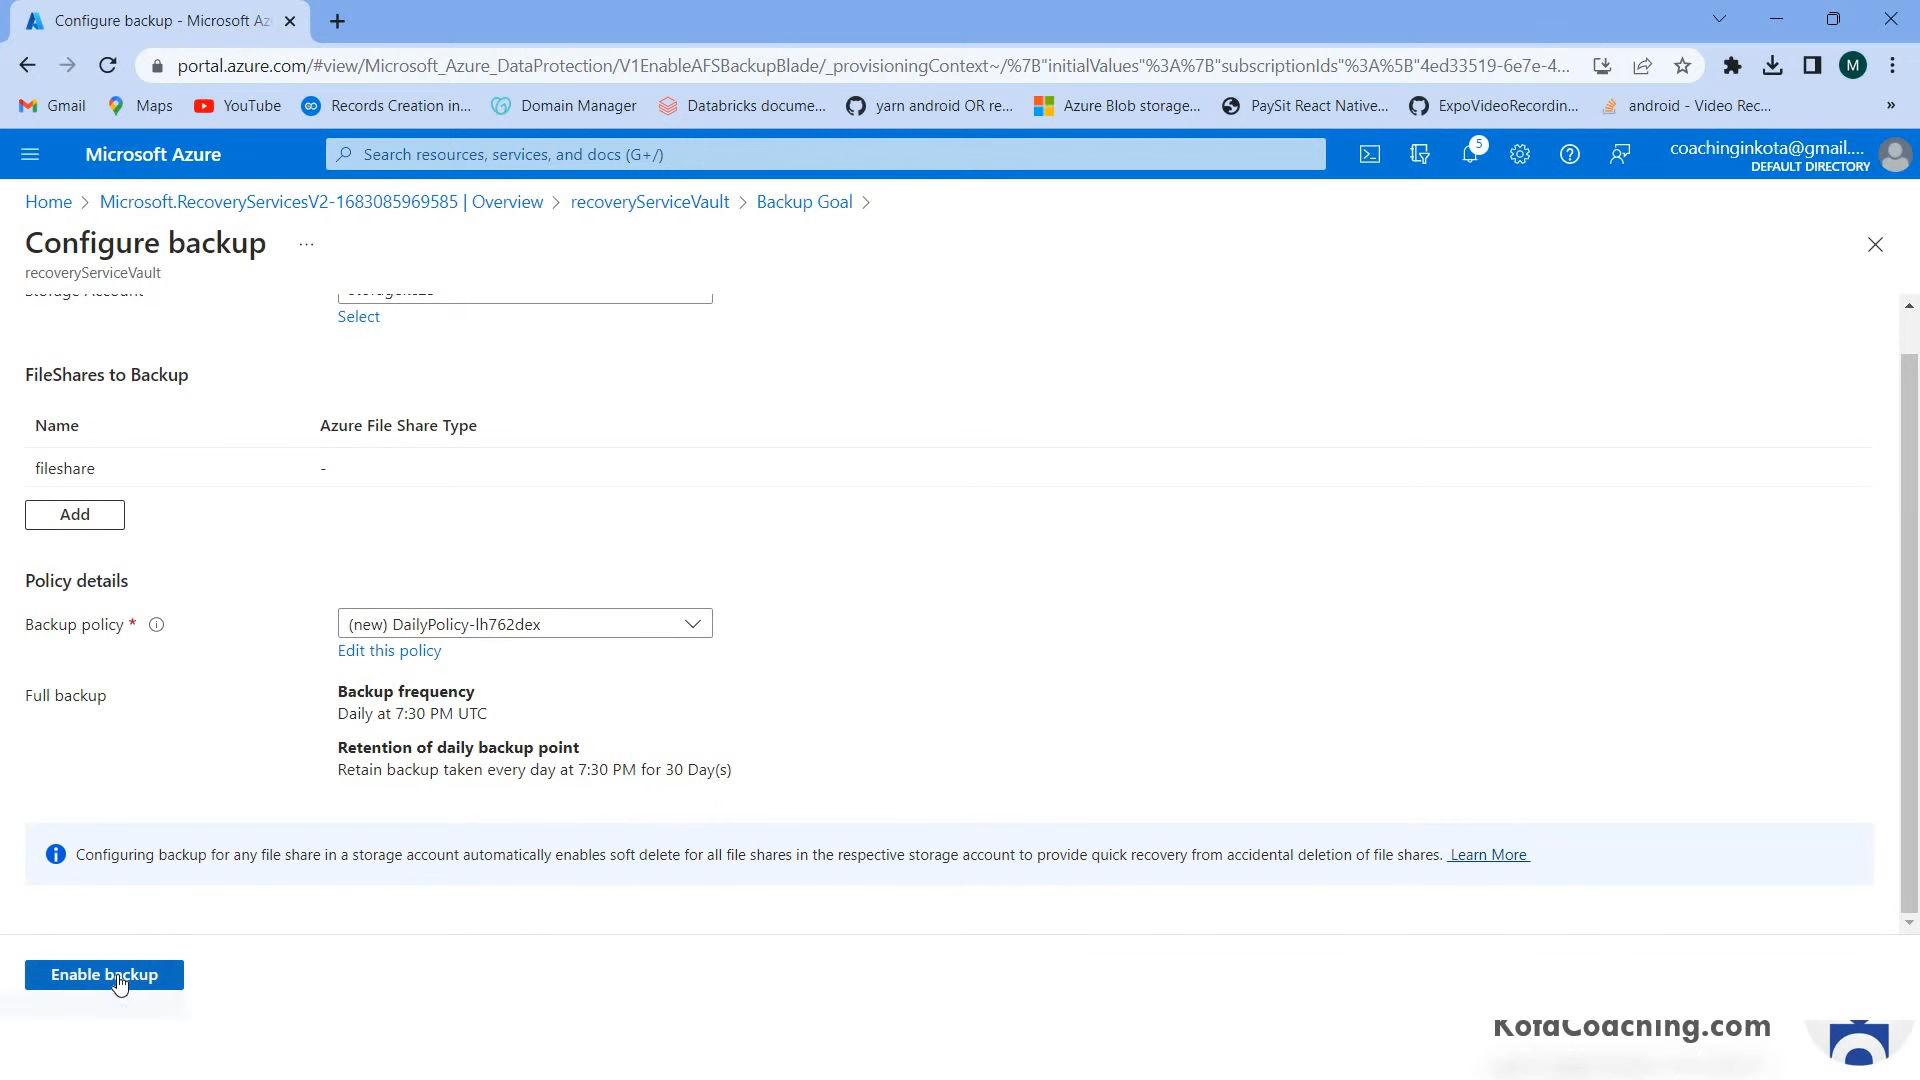 Configure backup - Microsoft Az
portal.azure.com/#view/Microsoft_Azure_DataProtection/V1EnableAFSBackupBlade/_provisioningContext~/%7B"initialValues"%3A%7B"subscriptionIds"%3A%5B"4ed33519-6e7e-4...
M
Gmail
Maps
YouTube
Records Creation in...
Domain Manager
Databricks docume...
yarn android OR re...
Azure Blob storage...
PaySit React Native...
ExpoVideoRecordin...
android - Video Rec...
»
Microsoft Azure
Search resources, services, and docs (G+/)
5
coachinginkota@gmail....
DEFAULT DIRECTORY
Home > Microsoft.RecoveryServicesV2-1683085969585 | Overview > recoveryServiceVault > Backup Goal >
Configure backup ...
recoveryServiceVault
Storage Account
Select
FileShares to Backup
Name Azure File Share Type
fileshare -
Add
Policy details
Backup policy * (new) DailyPolicy-lh762dex
Edit this policy
Full backup
Backup frequency
Daily at 7:30 PM UTC
Retention of daily backup point
Retain backup taken every day at 7:30 PM for 30 Day(s)
Configuring backup for any file share in a storage account automatically enables soft delete for all file shares in the respective storage account to provide quick recovery from accidental deletion of file shares. Learn More
Enable backup
KotaCoaching.com